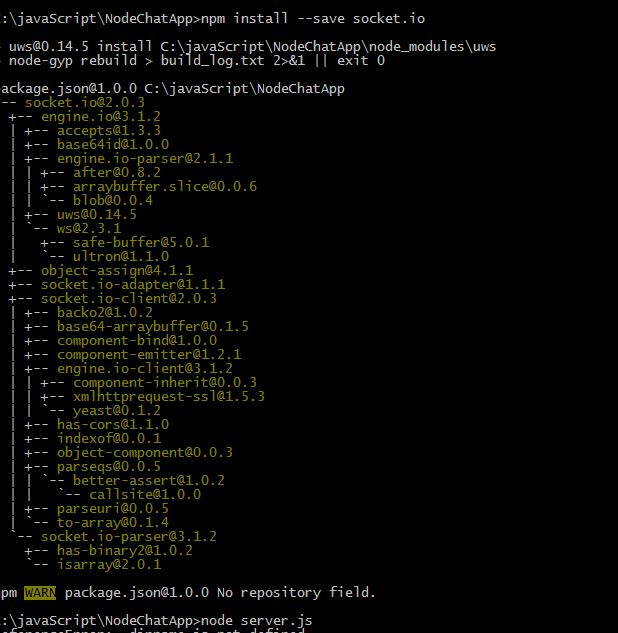 :\javaScript\NodeChatApp>npm install --save socket.io
uws@0.14.5 install C:\javaScript\NodeChatApp\node_modules\uws
node-gyp rebuild > build_log.txt 2>&1 || exit 0
package.json@1.0.0 C:\javaScript\NodeChatApp
-- socket.io@2.0.3
+-- engine.io@3.1.2
| +-- accepts@1.3.3
| +-- base64id@1.0.0
| +-- engine.io-parser@2.1.1
| | +-- after@0.8.2
| | +-- arraybuffer.slice@0.0.6
| | `-- blob@0.0.4
| +-- uws@0.14.5
| `-- ws@2.3.1
|   +-- safe-buffer@5.0.1
|   `-- ultron@1.1.0
+-- object-assign@4.1.1
+-- socket.io-adapter@1.1.1
+-- socket.io-client@2.0.3
| +-- backo2@1.0.2
| +-- base64-arraybuffer@0.1.5
| +-- component-bind@1.0.0
| +-- component-emitter@1.2.1
| +-- engine.io-client@3.1.2
| | +-- component-inherit@0.0.3
| | +-- xmlhttprequest-ssl@1.5.3
| | `-- yeast@0.1.2
| +-- has-cors@1.1.0
| +-- indexof@0.0.1
| +-- object-component@0.0.3
| +-- parseqs@0.0.5
| | `-- better-assert@1.0.2
| |   `-- callsite@1.0.0
| +-- parseuri@0.0.5
| `-- to-array@0.1.4
`-- socket.io-parser@3.1.2
  +-- has-binary2@1.0.2
  `-- isarray@2.0.1
npm WARN package.json@1.0.0 No repository field.
:\javaScript\NodeChatApp>node server.js